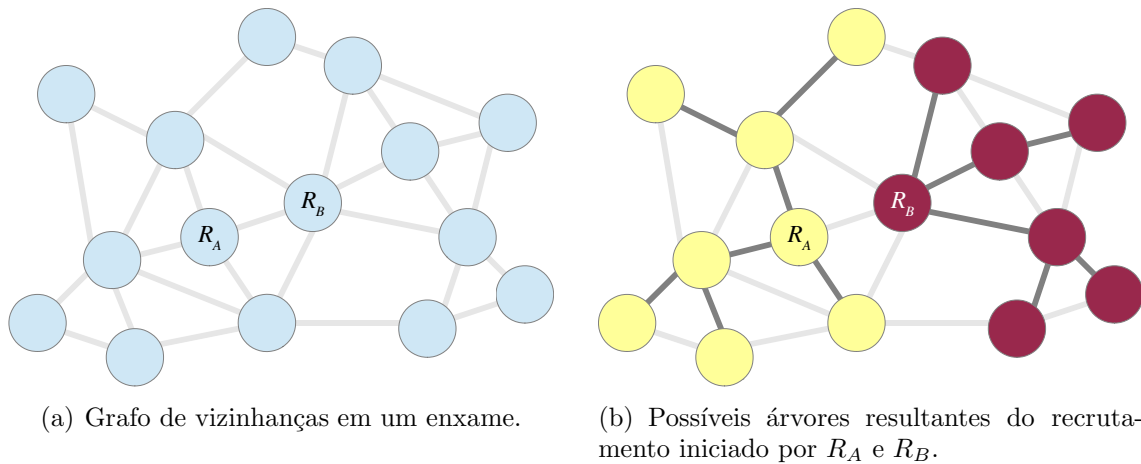 R_A
R_B
R_A
R_B
(a) Grafo de vizinhanças em um enxame.
(b) Possíveis árvores resultantes do recruta-
mento iniciado por R_A e R_B.